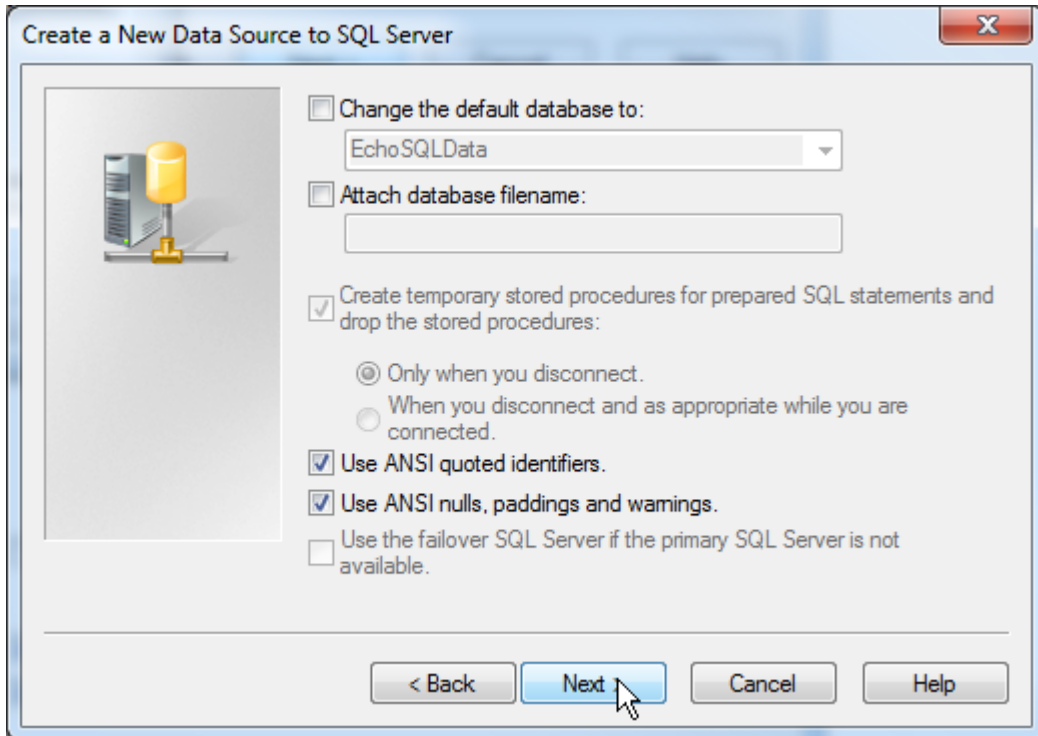 Create a New Data Source to SQL Server
Change the default database to:
EchoSQLData
Attach database filename:
Create temporary stored procedures for prepared SQL statements and
drop the stored procedures:
Only when you disconnect.
When you disconnect and as appropriate while you are
connected.
Use ANSI quoted identifiers.
Use ANSI nulls, paddings and warnings.
Use the failover SQL Server if the primary SQL Server is not
available.
< Back
Next >
Cancel
Help